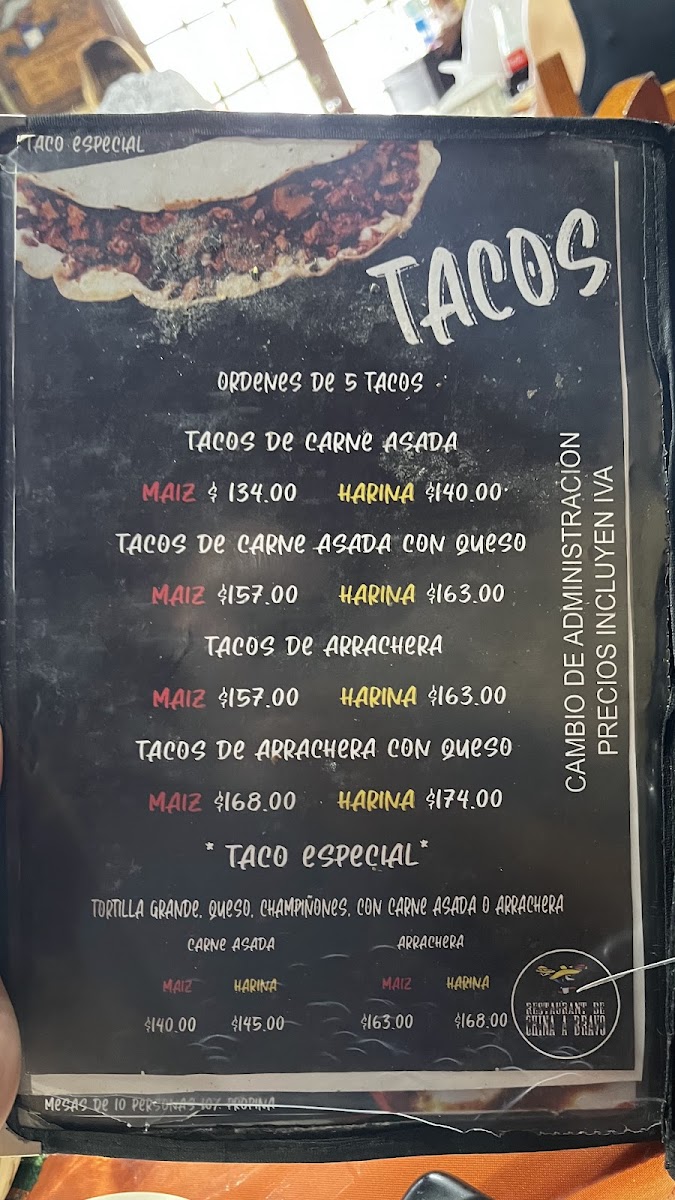 TACO ESPECIAL
TACOS
ORDENES DE 5 TACOS
TACOS DE CARNE ASADA
MAIZ $ 134.00 HARINA $140.00
TACOS DE CARNE ASADA CON QUESO
MAIZ $157.00 HARINA $163.00
TACOS DE ARRACHERA
MAIZ $157.00 HARINA $163.00
TACOS DE ARRACHERA CON QUESO
MAIZ $168.00 HARINA $174.00
* TACO ESPECIAL*
TORTILLA GRANDE, QUESO, CHAMPIÑONES, CON CARNE ASADA O ARRACHERA
CARNE ASADA ARRACHERA
MAIZ HARINA MAIZ HARINA
$140.00 $145.00 $163.00 $168.00
CAMBIO DE ADMINISTRACION
PRECIOS INCLUYEN IVA
RESTAURANT DE
CHINA A BRAVO
MESAS DE 10 PERSONAS 10% PROPINA